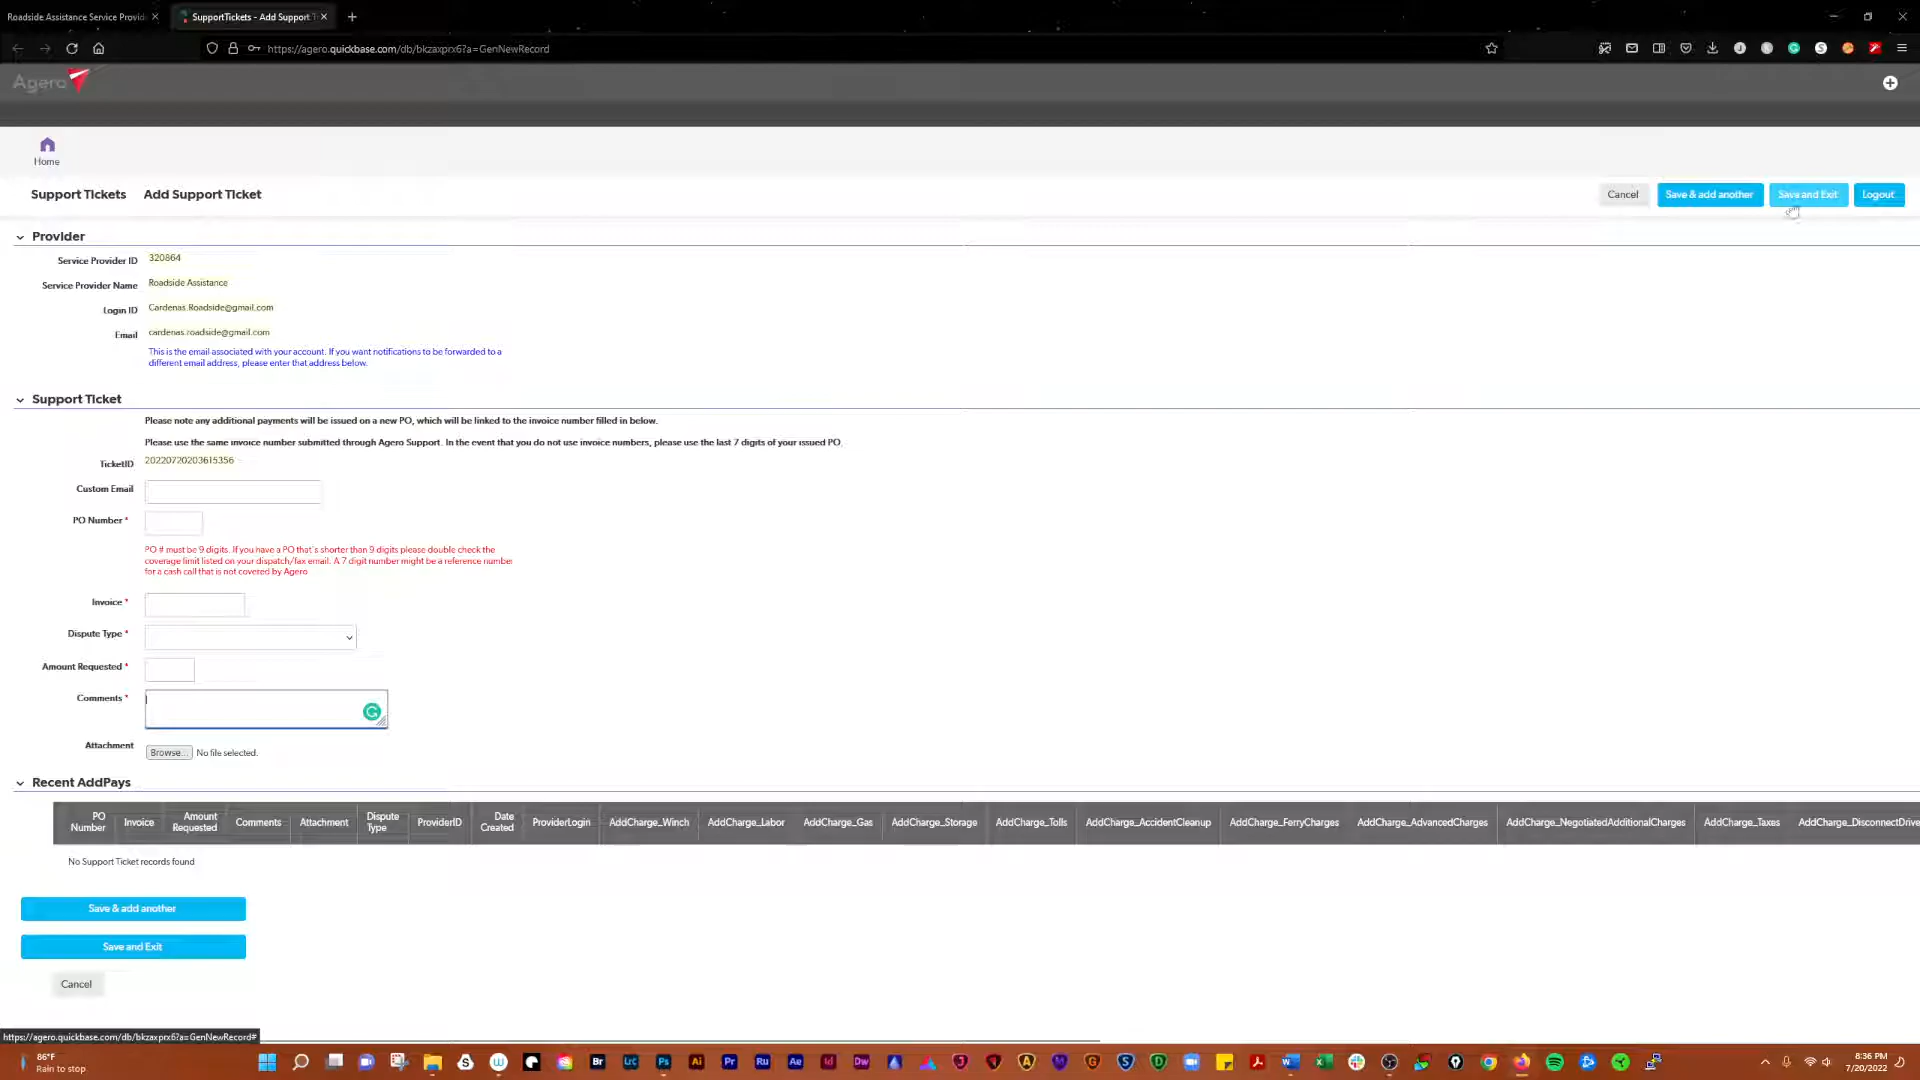 Roadside Assistance Service Provid
SupportTickets - Add Support T
https://agero.quickbase.com/db/bkzaxprx6?a=GenNewRecord
Agero
Home
Support Tickets Add Support Ticket
Cancel Save & add another Save and Exit Logout
Provider
Service Provider ID 320864
Service Provider Name Roadside Assistance
Login ID Cardenas.Roadside@gmail.com
Email cardenas.roadside@gmail.com
This is the email associated with your account. If you want notifications to be forwarded to a
different email address, please enter that address below.
Support Ticket
Please note any additional payments will be issued on a new PO, which will be linked to the invoice number filled in below.
Please use the same invoice number submitted through Agero Support. In the event that you do not use invoice numbers, please use the last 7 digits of your issued PO.
TicketID 20220720203615356
Custom Email
PO Number *
PO # must be 9 digits. If you have a PO that's shorter than 9 digits please double check the
coverage limit listed on your dispatch/fax email. A 7 digit number might be a reference number
for a cash call that is not covered by Agero
Invoice *
Dispute Type *
Amount Requested *
Comments *
Attachment Browse... No file selected.
Recent AddPays
PO Number Invoice Amount Requested Comments Attachment Dispute Type ProviderID Date Created ProviderLogin AddCharge_Winch AddCharge_Labor AddCharge_Gas AddCharge_Storage AddCharge_Tolls AddCharge_AccidentCleanup AddCharge_FerryCharges AddCharge_AdvancedCharges AddCharge_NegotiatedAdditionalCharges AddCharge_Taxes AddCharge_DisconnectDrive
No Support Ticket records found
Save & add another
Save and Exit
Cancel
https://agero.quickbase.com/db/bkzaxprx6?a=GenNewRecord#
86°F
Rain to stop
Br Lrc Ps Ai Pr Ru Ae Id Dw
8:36 PM
7/20/2022